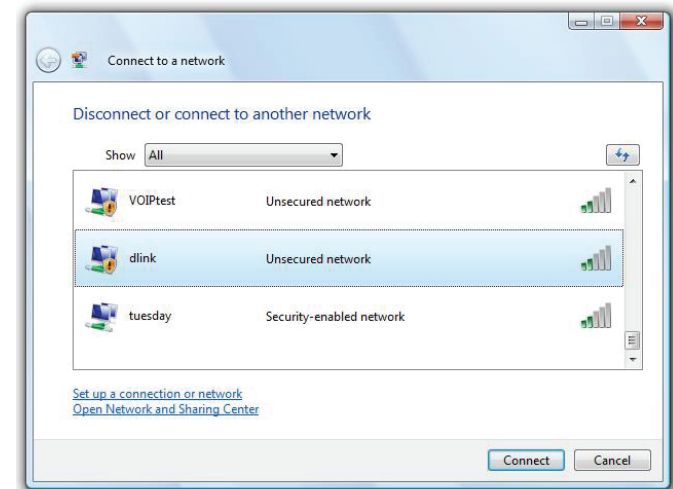 Connect to a network
Disconnect or connect to another network
Show All
VOIPtest Unsecured network
dlink Unsecured network
tuesday Security-enabled network
Set up a connection or network
Open Network and Sharing Center
Connect Cancel